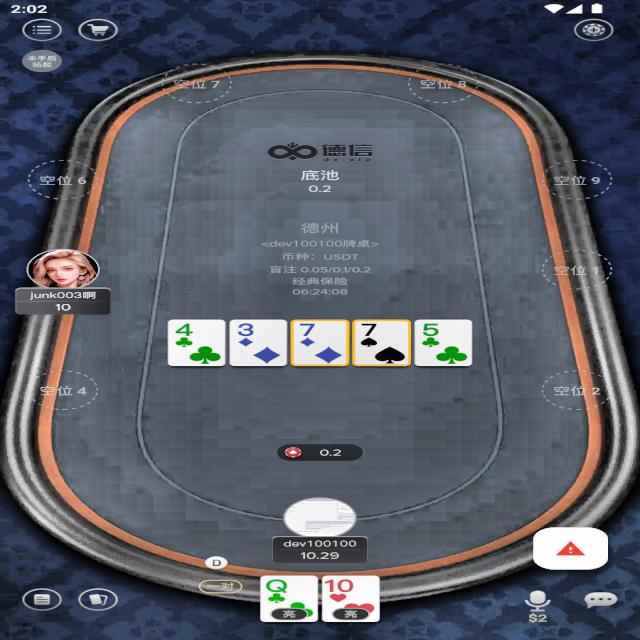 2:02
本手后
站起
空位 7
空位 8
德信
dx.vip
底池
0.2
空位 6
空位 9
德州
<dev100100牌桌>
币种：USDT
盲注 0.05/0.1/0.2
经典保险
06:24:08
空位 1
junk003啊
10
4
3
7
7
5
空位 4
空位 2
0.2
dev100100
10.29
D
一对
Q
10
亮
亮
$2